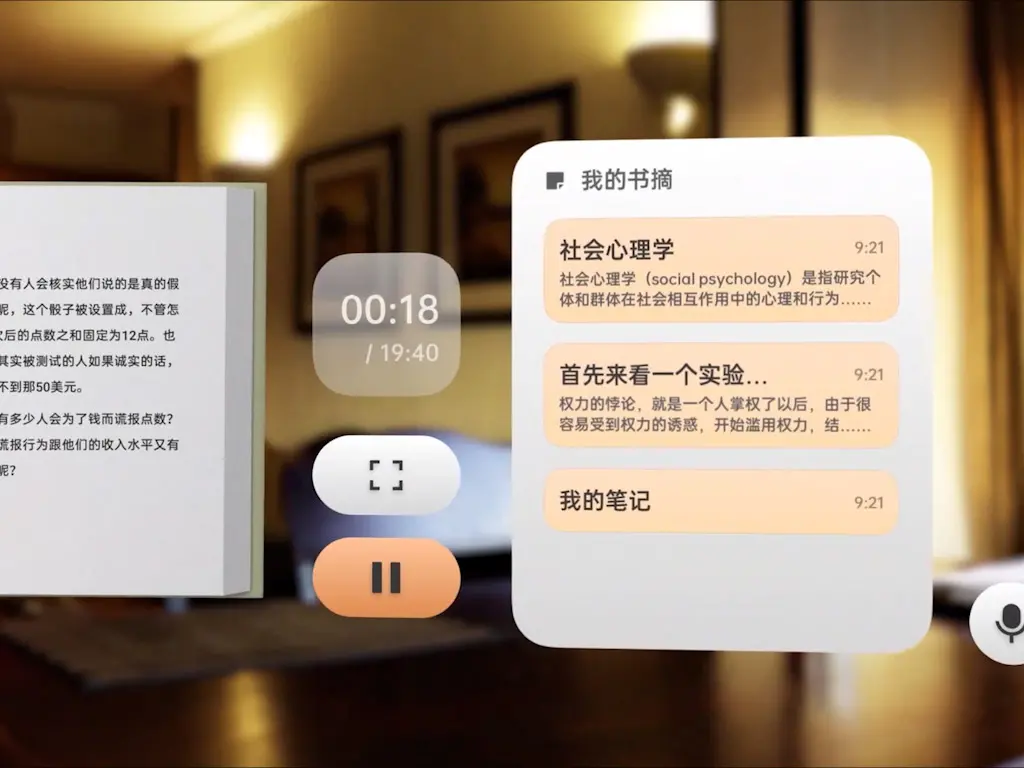 没有人会核实他们说的是真的假
呢，这个骰子被设置成，不管怎
次后的点数之和固定为12点。也
其实被测试的人如果诚实的话，
不到那50美元。
有多少人会为了钱而谎报点数？
谎报行为跟他们的收入水平又有
呢？
00:18
/ 19:40
我的书摘
社会心理学
9:21
社会心理学（social psychology）是指研究个
体和群体在社会相互作用中的心理和行为……
首先来看一个实验...
9:21
权力的悖论，就是一个人掌权了以后，由于很
容易受到权力的诱惑，开始滥用权力，结……
我的笔记
9:21